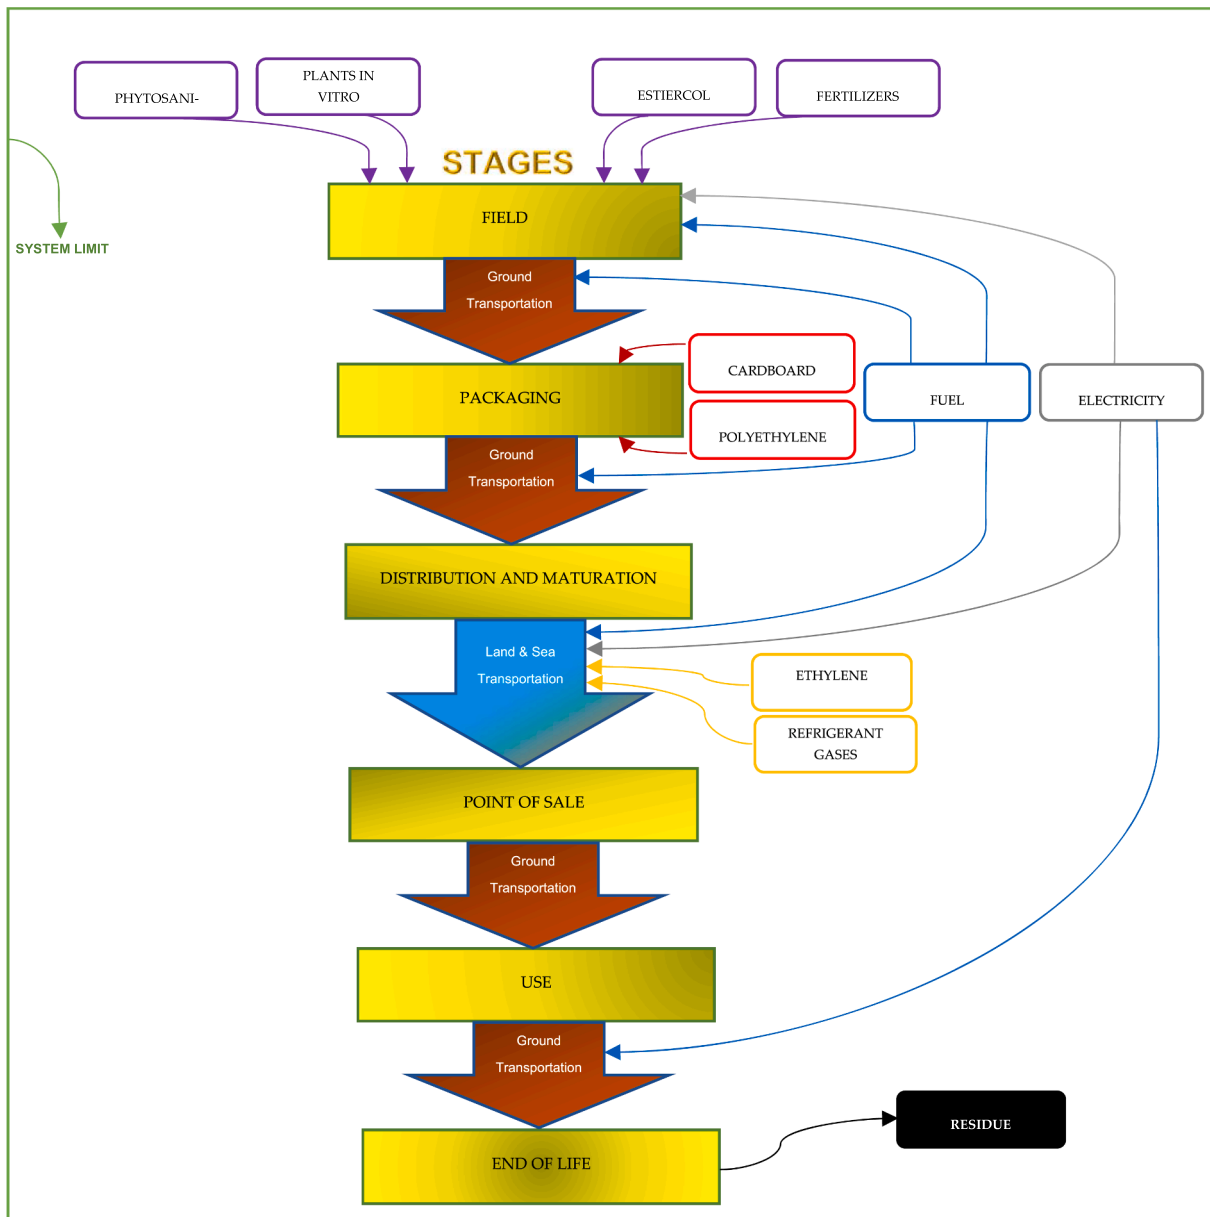 PHYTOSANI-
PLANTS IN
VITRO
ESTIERCOL
FERTILIZERS
STAGES
FIELD
SYSTEM LIMIT
Ground
Transportation
CARDBOARD
PACKAGING
FUEL
ELECTRICITY
POLYETHYLENE
Ground
Transportation
DISTRIBUTION AND MATURATION
Land & Sea
Transportation
ETHYLENE
REFRIGERANT
GASES
POINT OF SALE
Ground
Transportation
USE
Ground
Transportation
RESIDUE
END OF LIFE